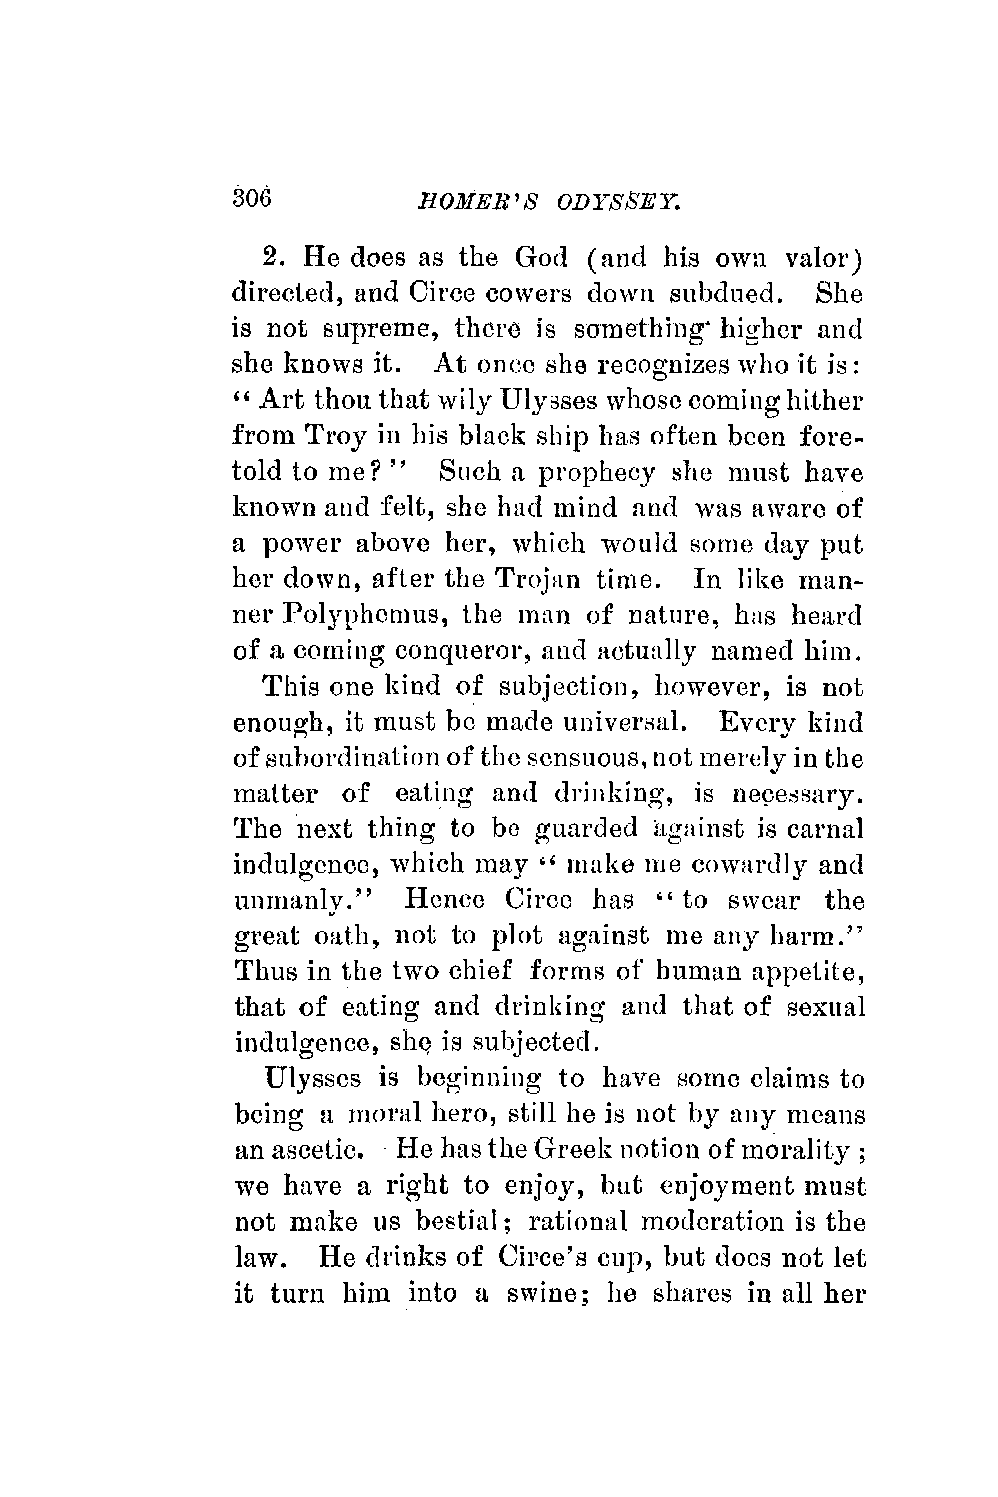 306 HOMER'S ODYSSEY.
2. He does as the God (and his own valor)
directed, and Circe cowers down subdued. She
is not supreme, there is something higher and
she knows it. At once she recognizes who it is:
“Art thou that wily Ulysses whose coming hither
from Troy in his black ship has often been fore-
told to me?” Such a prophecy she must have
known and felt, she had mind and was aware of
a power above her, which would some day put
her down, after the Trojan time. In like man-
ner Polyphemus, the man of nature, has heard
of a coming conqueror, and actually named him.
This one kind of subjection, however, is not
enough, it must be made universal. Every kind
of subordination of the sensuous, not merely in the
matter of eating and drinking, is necessary.
The next thing to be guarded against is carnal
indulgence, which may “make me cowardly and
unmanly.” Hence Circe has “to swear the
great oath, not to plot against me any harm.”
Thus in the two chief forms of human appetite,
that of eating and drinking and that of sexual
indulgence, she is subjected.
Ulysses is beginning to have some claims to
being a moral hero, still he is not by any means
an ascetic. He has the Greek notion of morality;
we have a right to enjoy, but enjoyment must
not make us bestial; rational moderation is the
law. He drinks of Circe's cup, but does not let
it turn him into a swine; he shares in all her